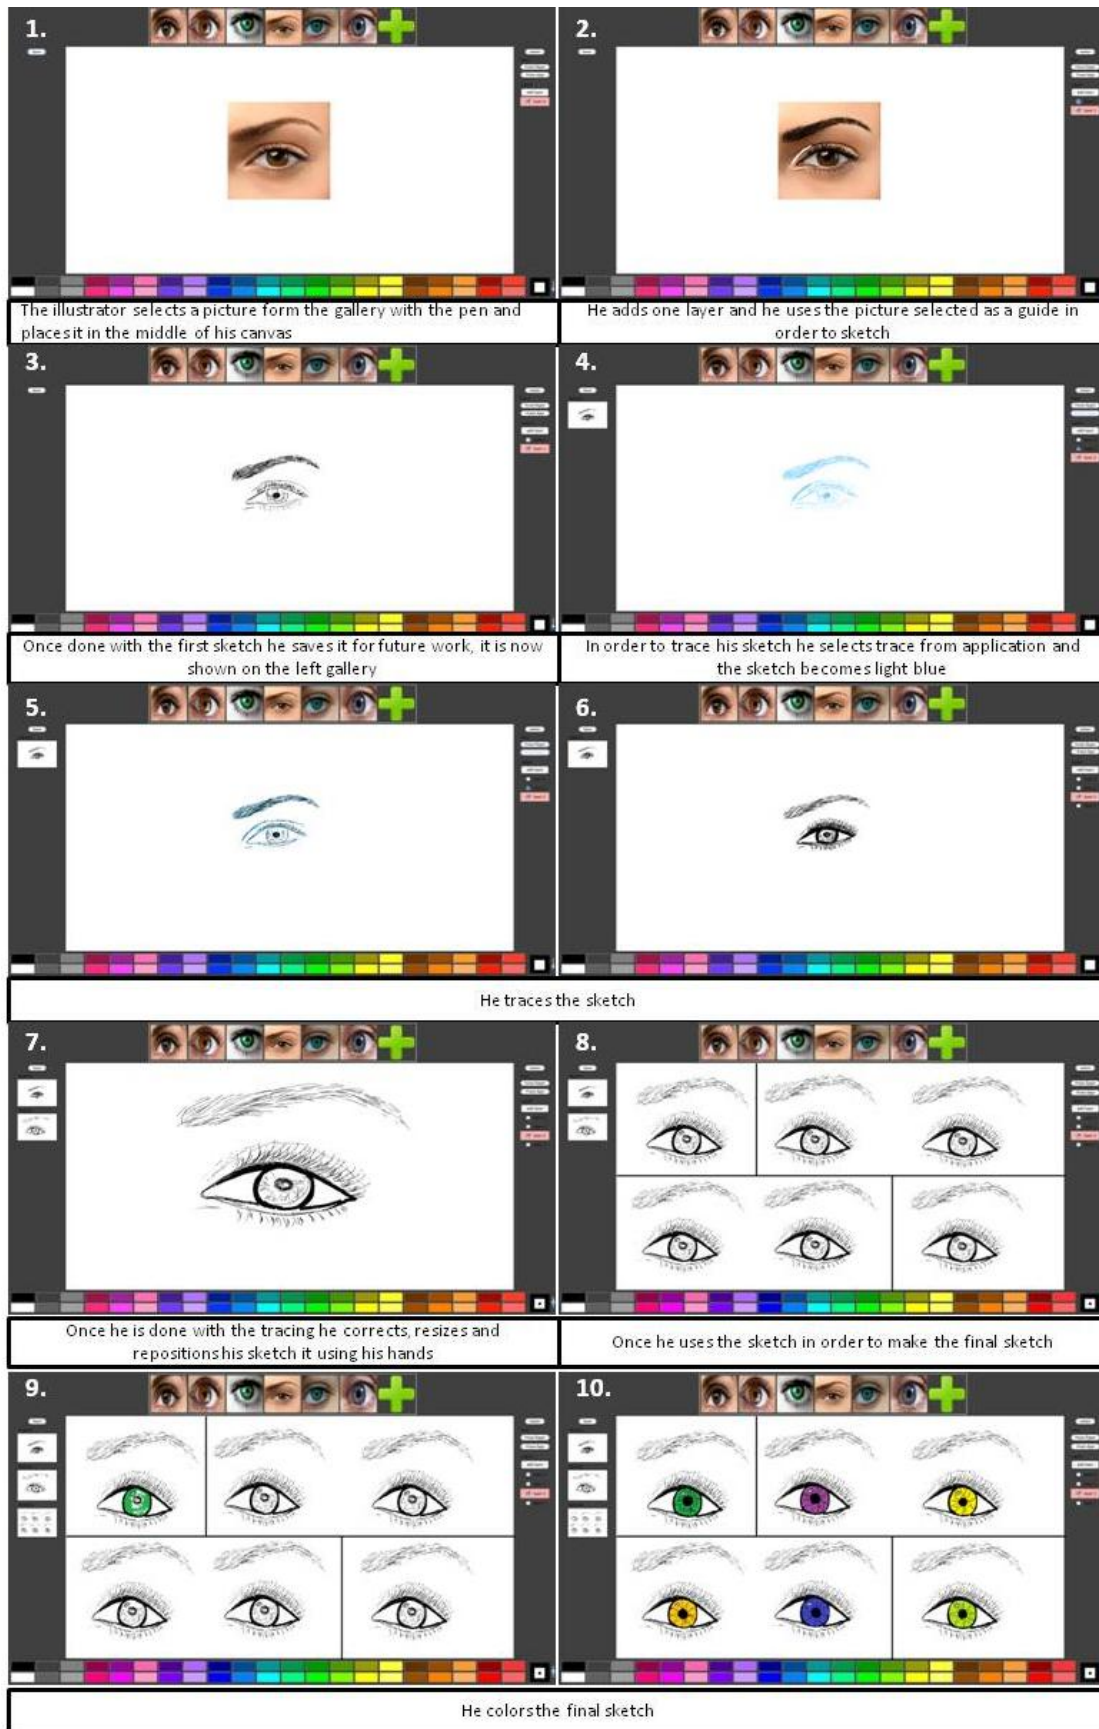 1.
2.
The illustrator selects a picture form the gallery with the pen and
places it in the middle of his canvas
He adds one layer and he uses the picture selected as a guide in
order to sketch
3.
4.
Once done with the first sketch he saves it for future work, it is now
shown on the left gallery
In order to trace his sketch he selects trace from application and
the sketch becomes light blue
5.
6.
He traces the sketch
7.
8.
Once he is done with the tracing he corrects, resizes and
repositions his sketch it using his hands
Once he uses the sketch in order to make the final sketch
9.
10.
He colors the final sketch